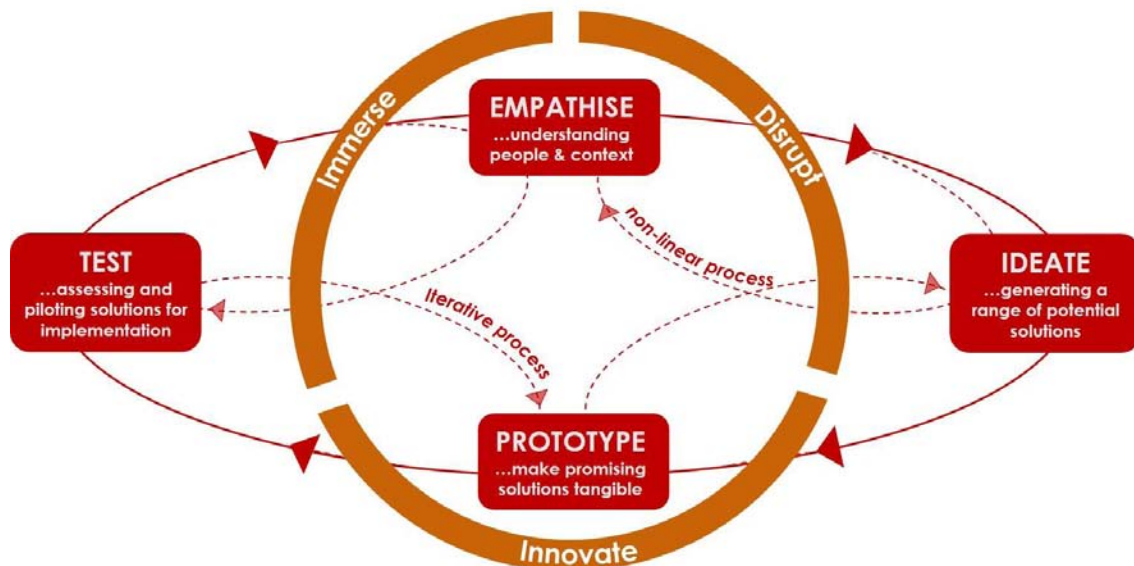 EMPATHISE
...understanding
people & context
Immerse
Disrupt
TEST
...assessing and
piloting solutions for
implementation
non-linear process
Iterative process
IDEATE
...generating a
range of potential
solutions
PROTOTYPE
...make promising
solutions tangible
Innovate